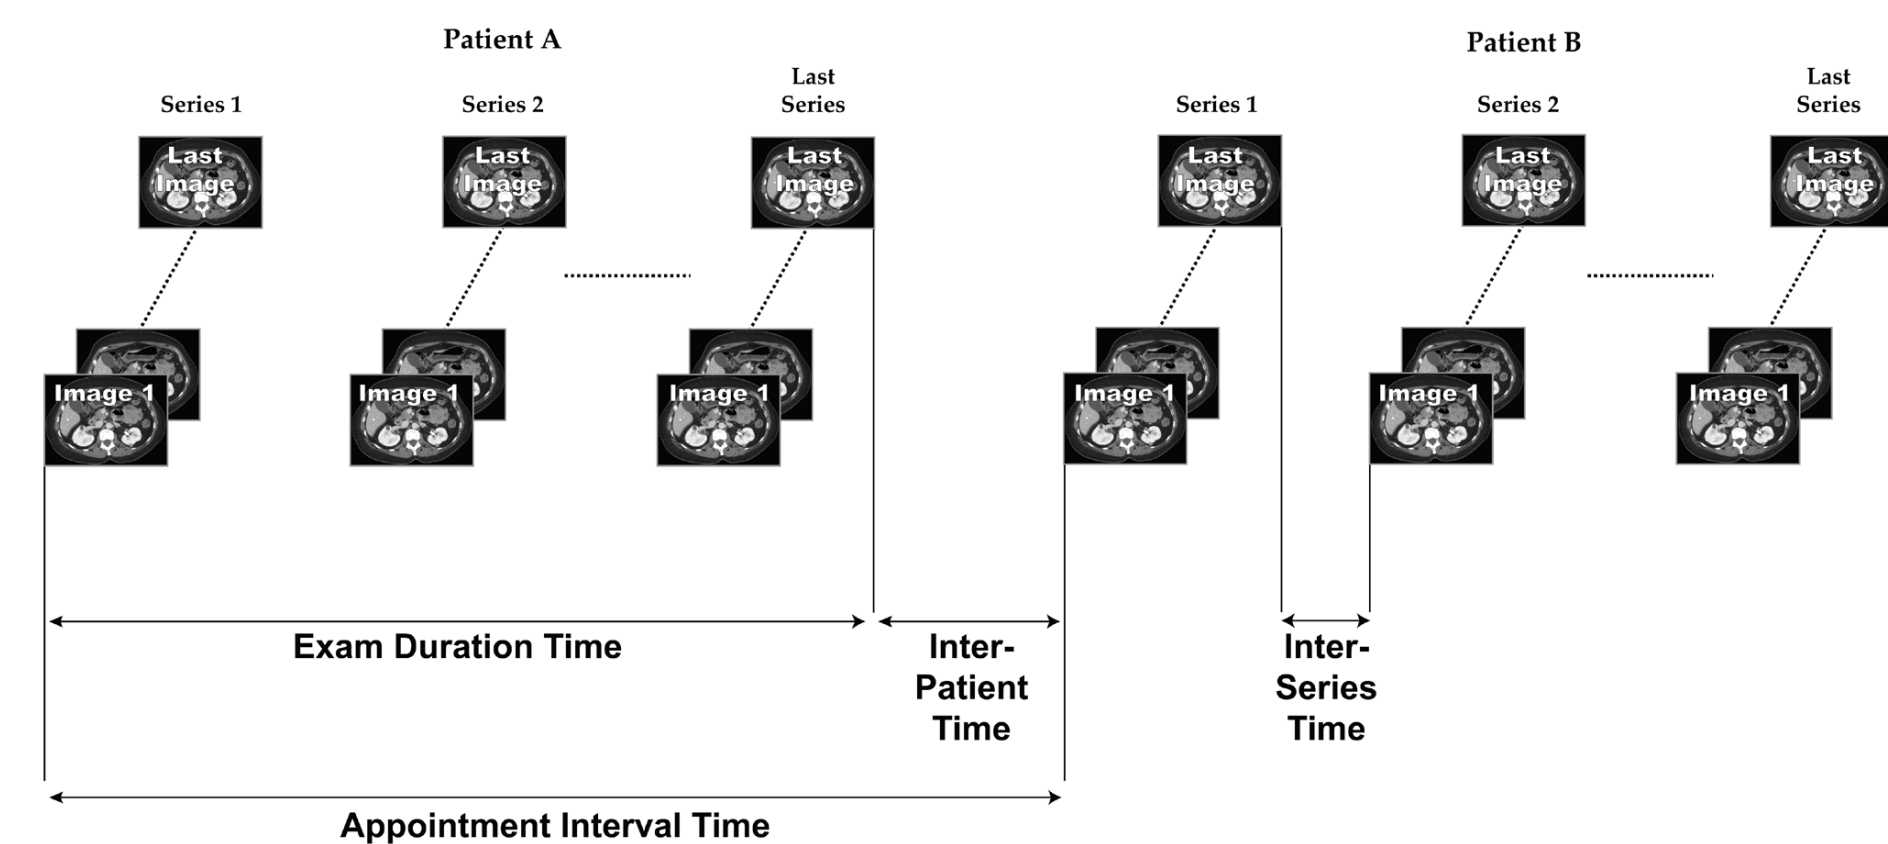 Patient A
Patient B
Series 1
Series 2
Last
Series
Series 1
Series 2
Last
Series
Last
Image
Last
Image
Last
Image
Last
Image
Last
Image
Last
Image
Image 1
Image 1
Image 1
Image 1
Image 1
Image 1
Exam Duration Time
Inter-
Patient
Time
Inter-
Series
Time
Appointment Interval Time